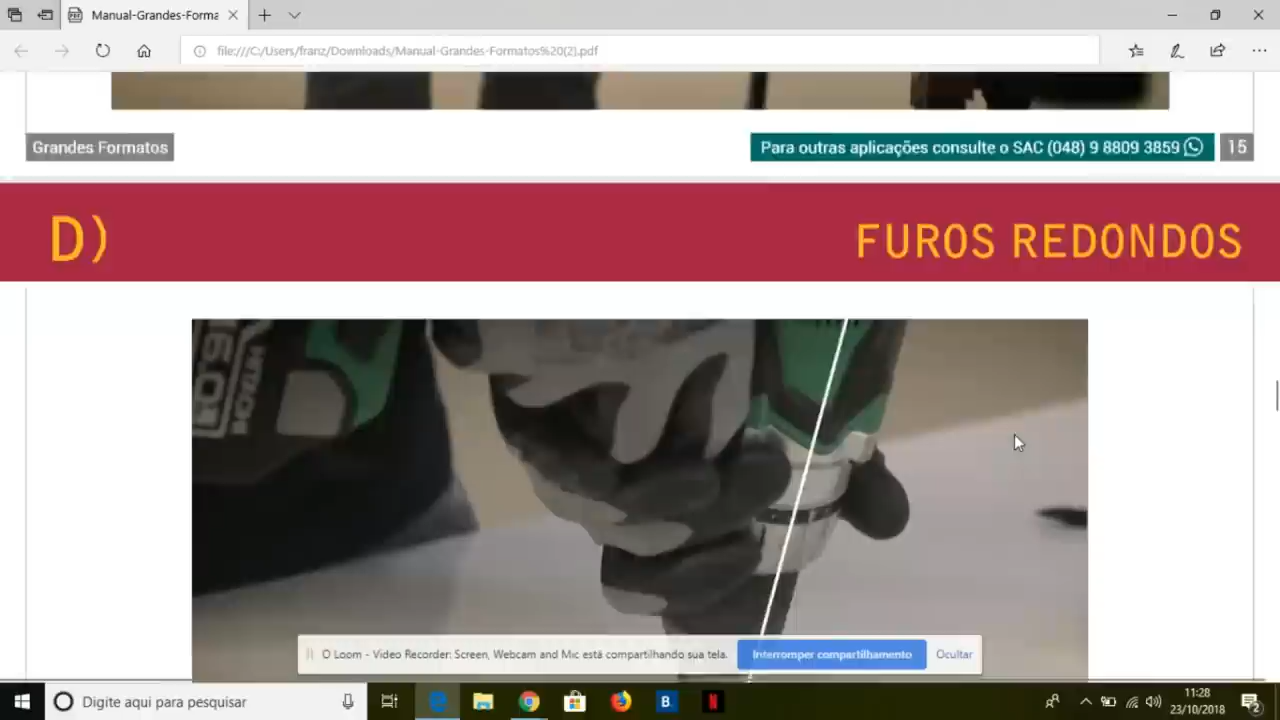 Manual-Grandes-Forma
file:///C:/Users/franz/Downloads/Manual-Grandes-Formatos%20(2).pdf
Grandes Formatos
Para outras aplicações consulte o SAC (048) 9 8809 3859
15
D)
FUROS REDONDOS
O Loom - Video Recorder: Screen, Webcam and Mic está compartilhando sua tela.
Interromper compartilhamento
Ocultar
Digite aqui para pesquisar
B.
N
11:28
23/10/2018
2